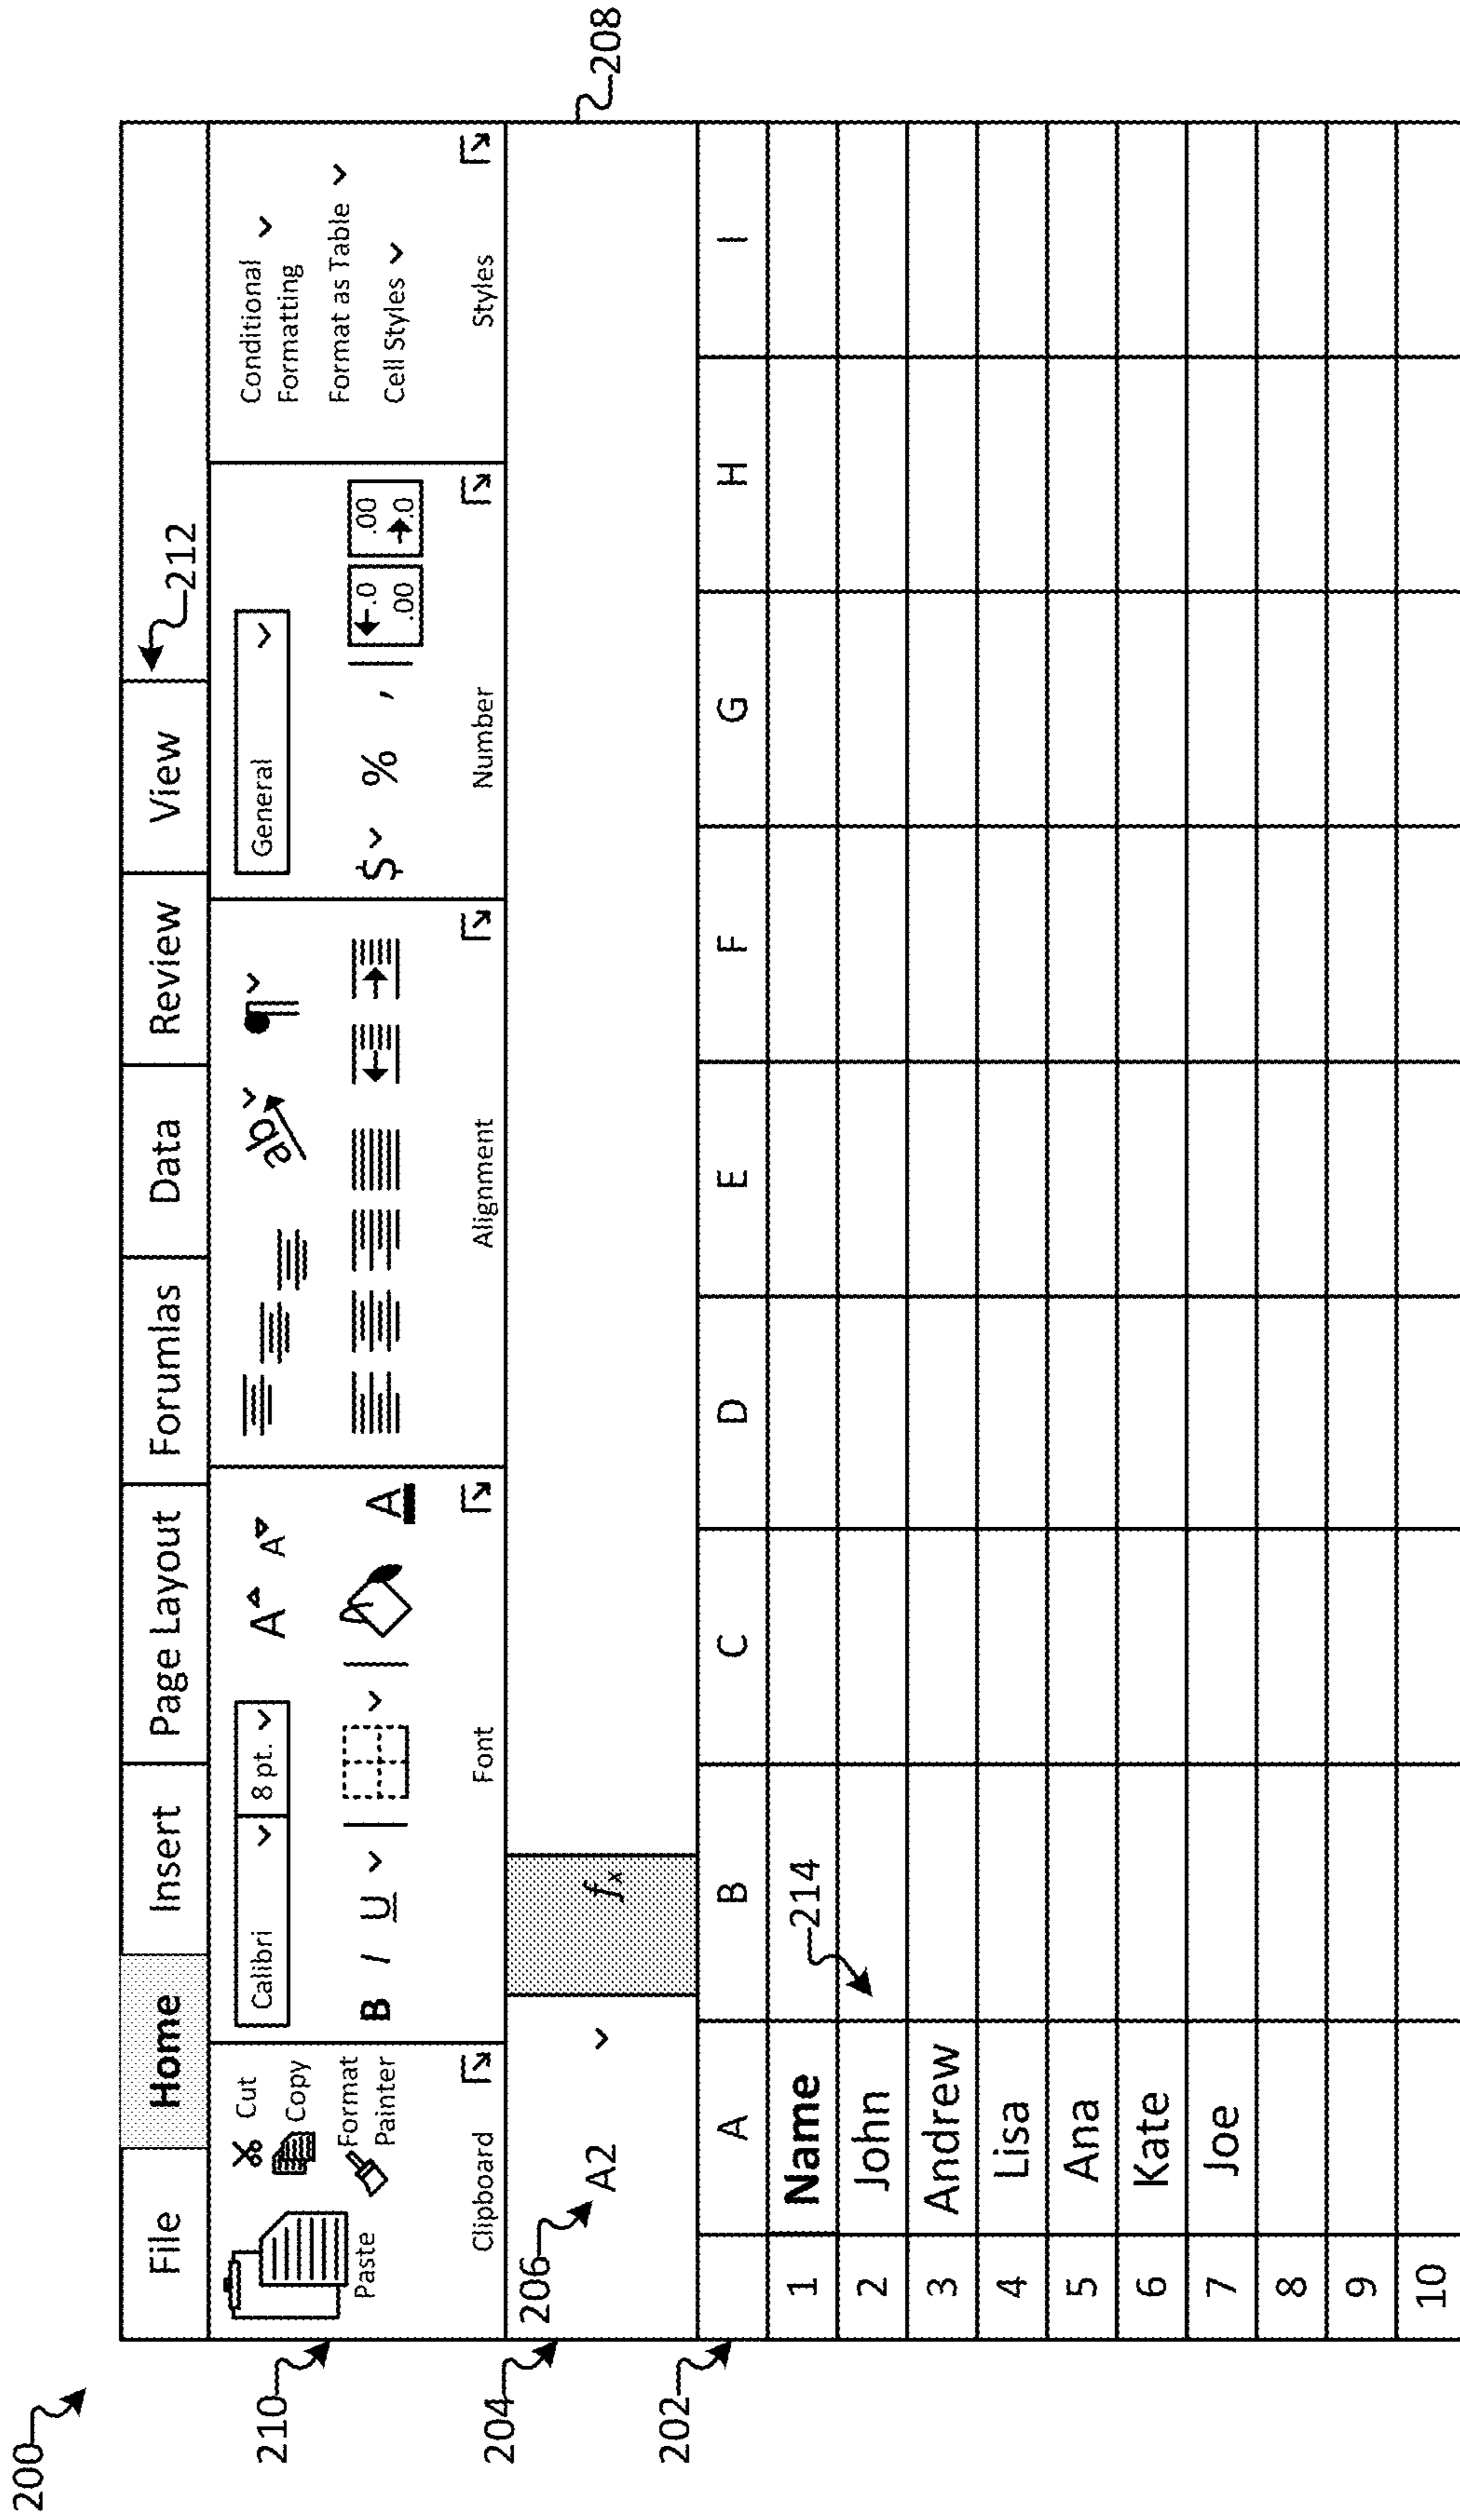 200
212
File Home Insert Page Layout Forumlas Data Review View
210
Paste
Cut
Copy
Format
Painter
Clipboard
Calibri 8 pt. A A
B I U A
Font
ab ¶
Alignment
General
$ % , .0 .00 .00 .0
Number
Conditional
Formatting
Format as Table
Cell Styles
Styles
204
206
A2 fx
208
202
A B C D E F G H I
1 Name 214
2 John
3 Andrew
4 Lisa
5 Ana
6 Kate
7 Joe
8
9
10